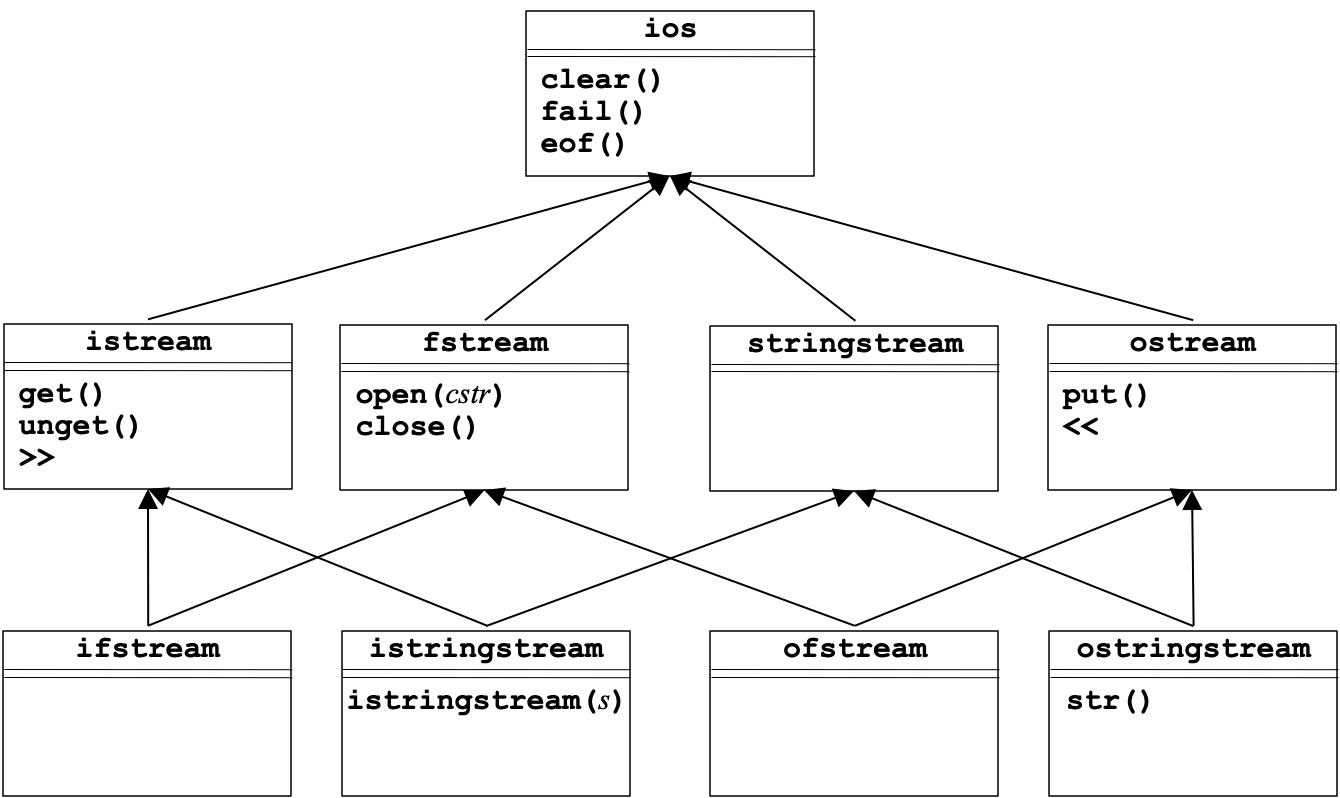 ios
clear()
fail()
eof()
istream
get()
unget()
>>
fstream
open(cstr)
close()
stringstream
ostream
put()
<<
ifstream
istringstream
istringstream(s)
ofstream
ostringstream
str()